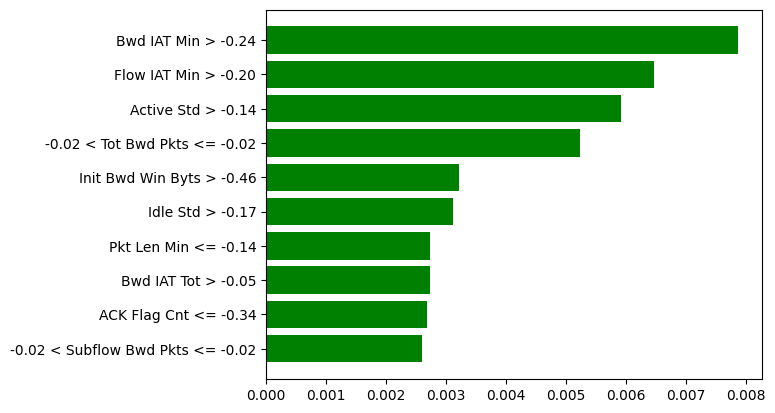 Bwd IAT Min > -0.24
Flow IAT Min > -0.20
Active Std > -0.14
-0.02 < Tot Bwd Pkts <= -0.02
Init Bwd Win Byts > -0.46
Idle Std > -0.17
Pkt Len Min <= -0.14
Bwd IAT Tot > -0.05
ACK Flag Cnt <= -0.34
-0.02 < Subflow Bwd Pkts <= -0.02
0.000 0.001 0.002 0.003 0.004 0.005 0.006 0.007 0.008